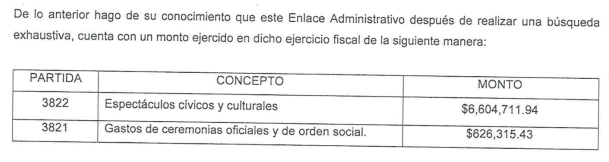 De lo anterior hago de su conocimiento que este Enlace Administrativo después de realizar una búsqueda
exhaustiva, cuenta con un monto ejercido en dicho ejercicio fiscal de la siguiente manera:
PARTIDA CONCEPTO MONTO
3822 Espectáculos cívicos y culturales $6,604,711.94
3821 Gastos de ceremonias oficiales y de orden social. $626,315.43